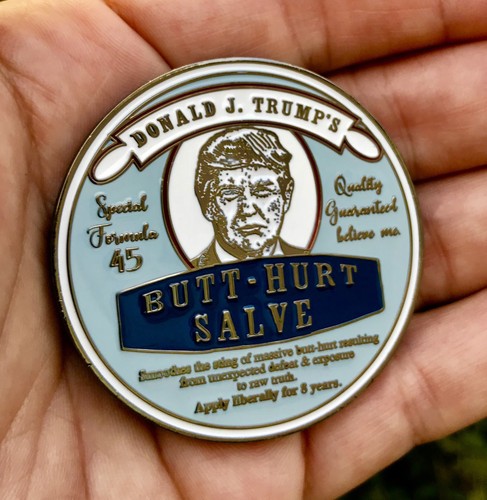 DONALD J. TRUMP'S
Special
Formula
45
Quality
Guaranteed
believe me.
BUTT-HURT
SALVE
Smoothes the sting of massive butt-hurt resulting
from unexpected defeat & exposure
to raw truth.
Apply liberally for 8 years.